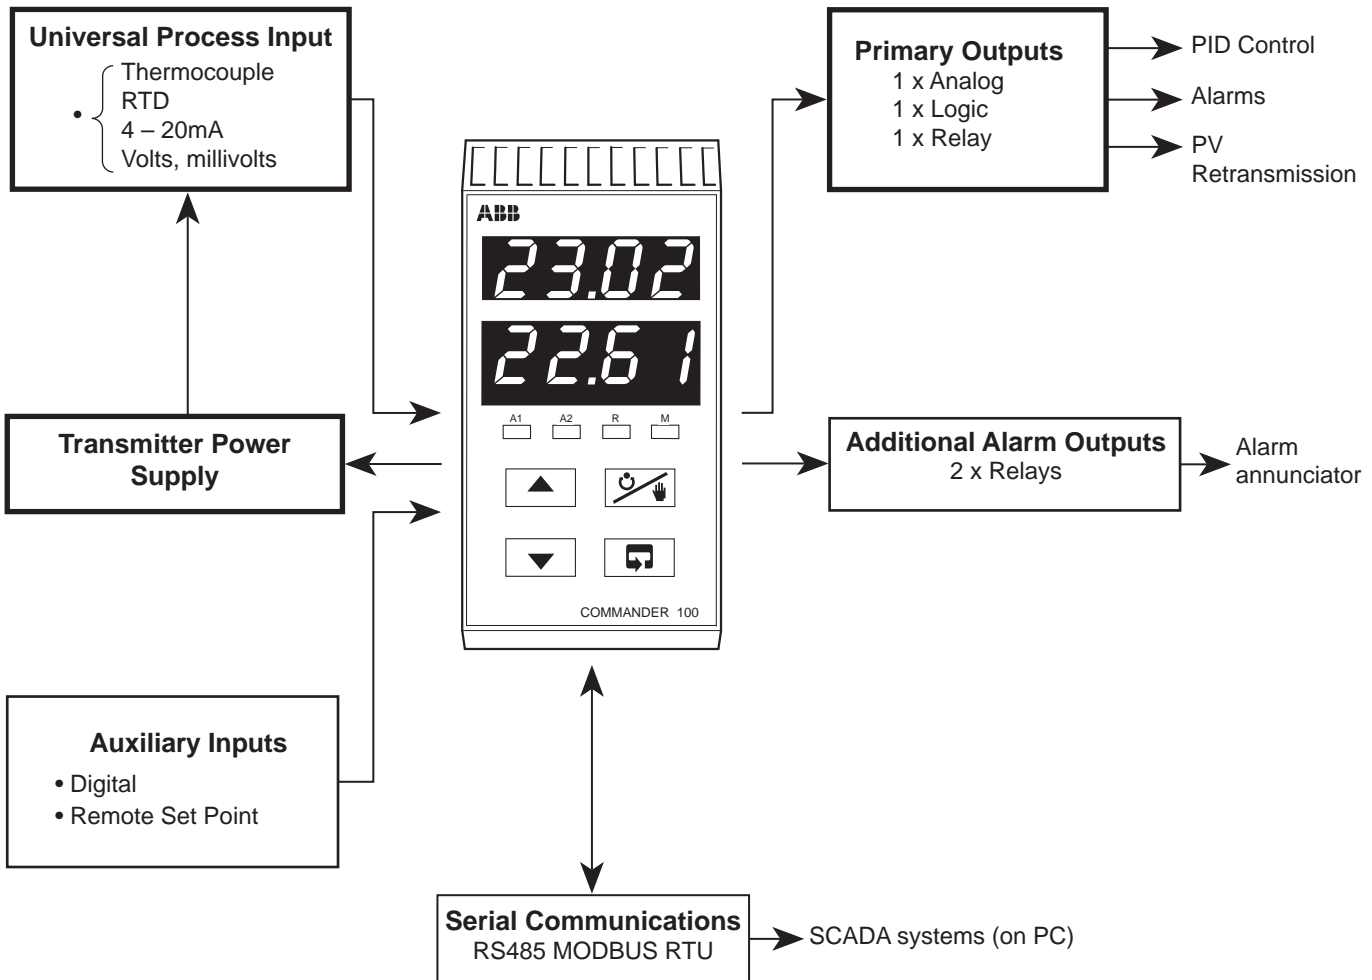 Universal Process Input
• Thermocouple
RTD
4 – 20mA
Volts, millivolts
Primary Outputs
1 x Analog
1 x Logic
1 x Relay
PID Control
Alarms
PV
Retransmission
ABB
23.02
22.61
A1 A2 R M
COMMANDER 100
Transmitter Power
Supply
Additional Alarm Outputs
2 x Relays
Alarm
annunciator
Auxiliary Inputs
• Digital
• Remote Set Point
Serial Communications
RS485 MODBUS RTU
SCADA systems (on PC)